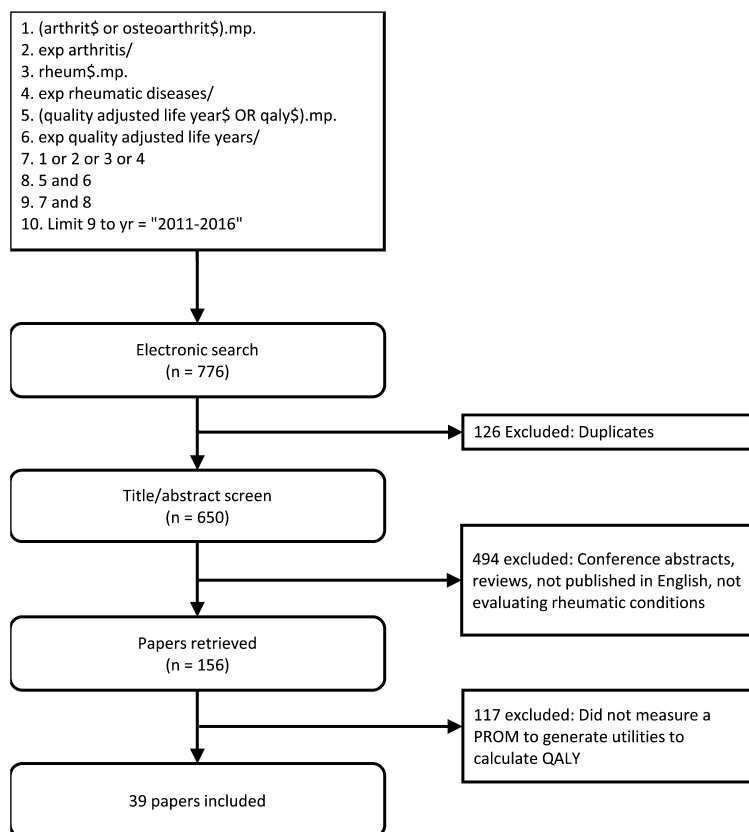 1. (arthrit$ or osteoarthrit$).mp.
2. exp arthritis/
3. rheum$.mp.
4. exp rheumatic diseases/
5. (quality adjusted life year$ OR qaly$).mp.
6. exp quality adjusted life years/
7. 1 or 2 or 3 or 4
8. 5 and 6
9. 7 and 8
10. Limit 9 to yr = "2011-2016"
Electronic search
(n = 776)
126 Excluded: Duplicates
Title/abstract screen
(n = 650)
494 excluded: Conference abstracts,
reviews, not published in English, not
evaluating rheumatic conditions
Papers retrieved
(n = 156)
117 excluded: Did not measure a
PROM to generate utilities to
calculate QALY
39 papers included